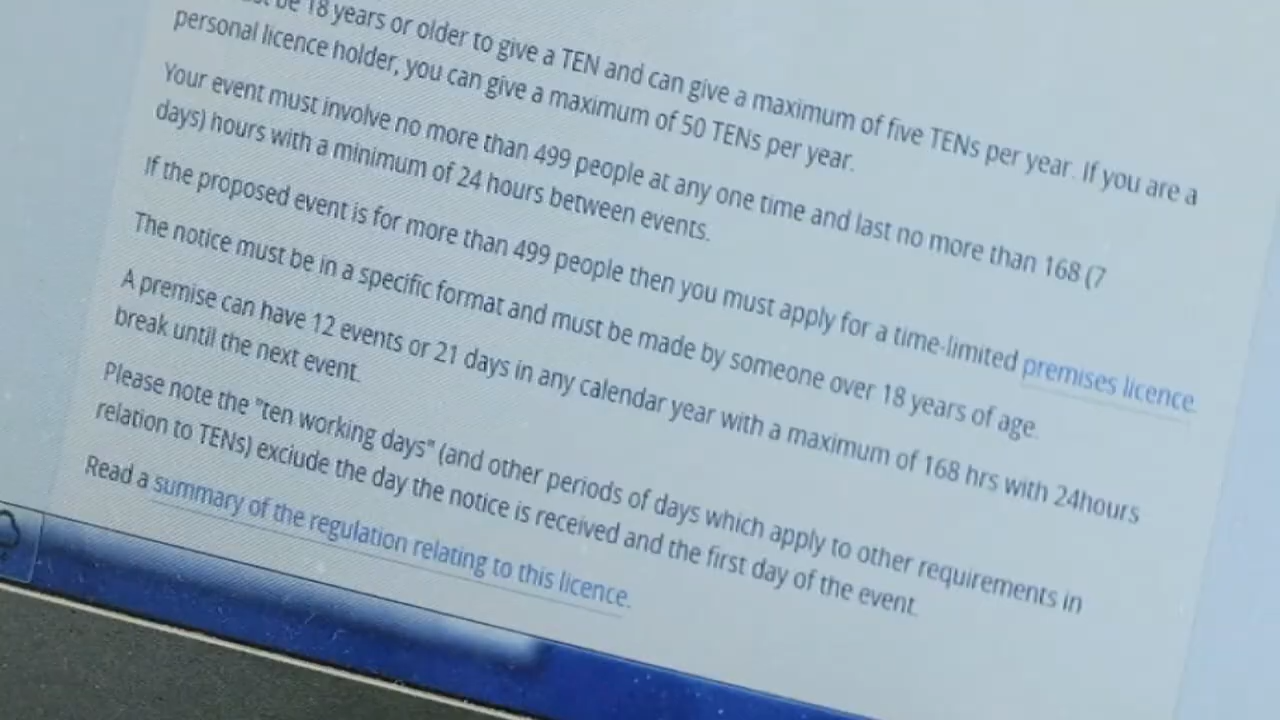 be 18 years or older to give a TEN and can give a maximum of five TENs per year. If you are a
personal licence holder, you can give a maximum of 50 TENs per year.
Your event must involve no more than 499 people at any one time and last no more than 168 (7
days) hours with a minimum of 24 hours between events.
If the proposed event is for more than 499 people then you must apply for a time-limited premises licence.
The notice must be in a specific format and must be made by someone over 18 years of age.
A premise can have 12 events or 21 days in any calendar year with a maximum of 168 hrs with 24hours
break until the next event.
Please note the "ten working days" (and other periods of days which apply to other requirements in
relation to TENs) exclude the day the notice is received and the first day of the event.
Read a summary of the regulation relating to this licence.